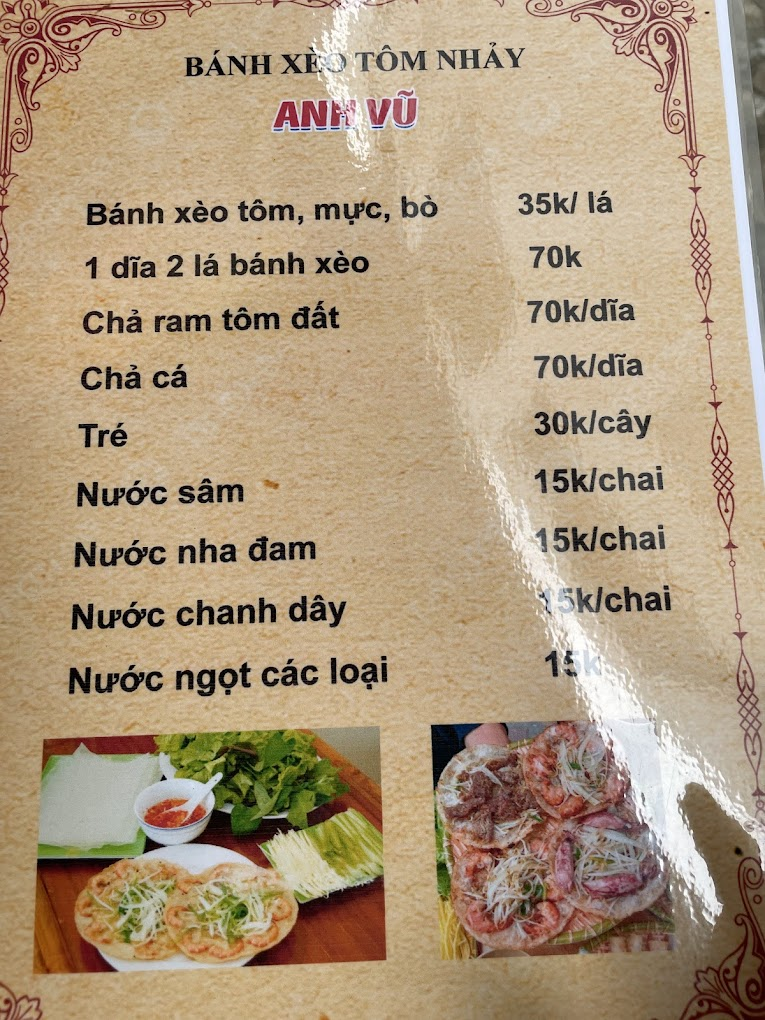 BÁNH XÈO TÔM NHẢY
ANH VŨ
Bánh xèo tôm, mực, bò 35k/ lá
1 dĩa 2 lá bánh xèo 70k
Chả ram tôm đất 70k/dĩa
Chả cá 70k/dĩa
Tré 30k/cây
Nước sâm 15k/chai
Nước nha đam 15k/chai
Nước chanh dây 15k/chai
Nước ngọt các loại 15k